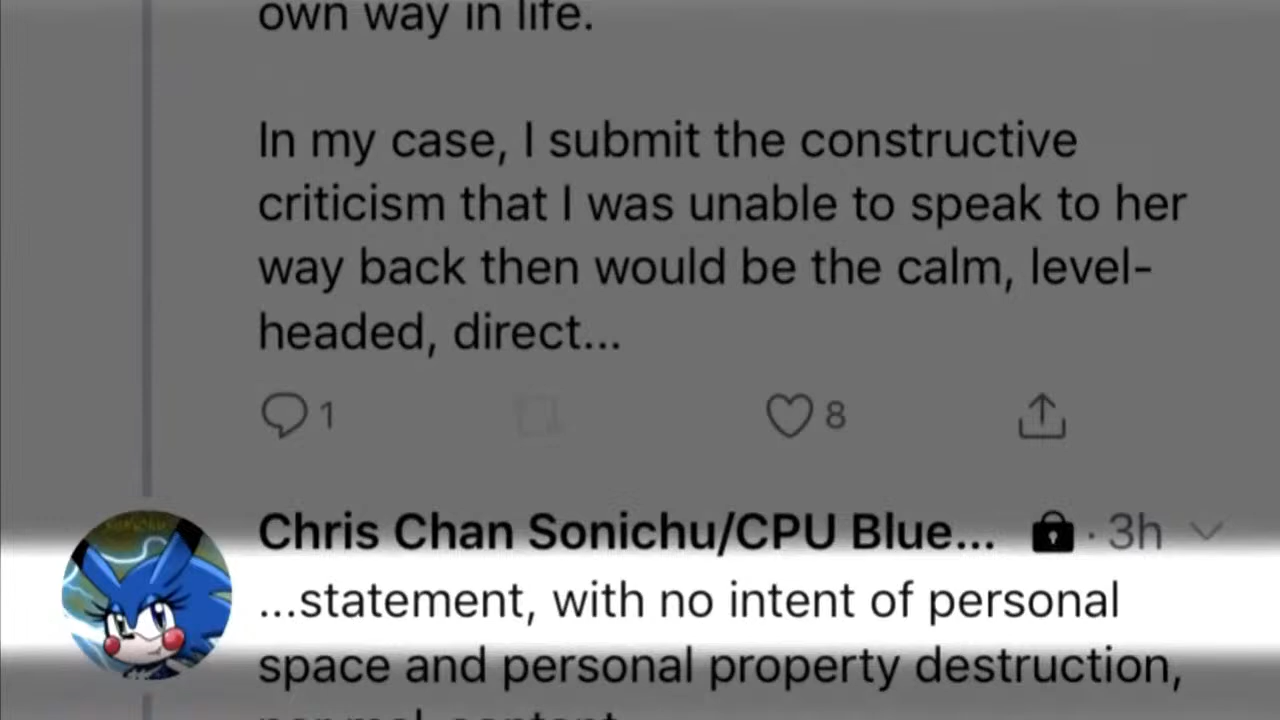 own way in life.
In my case, I submit the constructive
criticism that I was unable to speak to her
way back then would be the calm, level-
headed, direct...
1
8
Chris Chan Sonichu/CPU Blue... · 3h
...statement, with no intent of personal
space and personal property destruction,